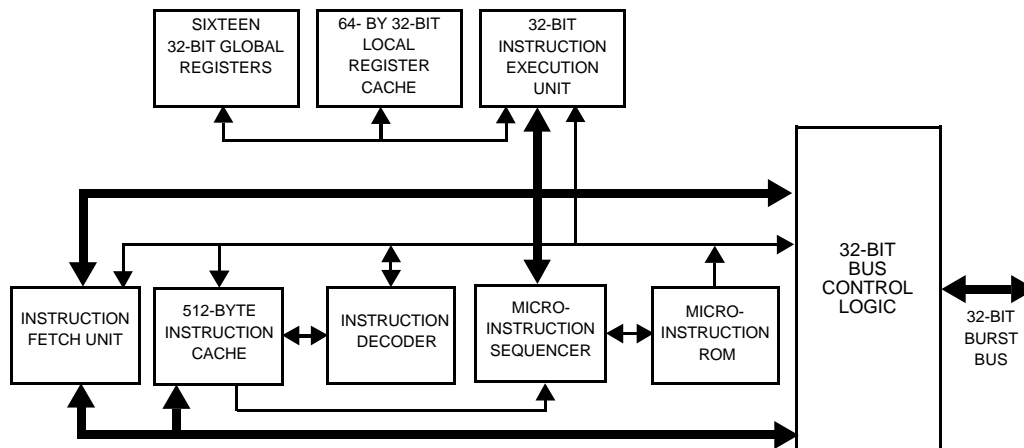 SIXTEEN
32-BIT GLOBAL
REGISTERS
64- BY 32-BIT
LOCAL
REGISTER
CACHE
32-BIT
INSTRUCTION
EXECUTION
UNIT
INSTRUCTION
FETCH UNIT
512-BYTE
INSTRUCTION
CACHE
INSTRUCTION
DECODER
MICRO-
INSTRUCTION
SEQUENCER
MICRO-
INSTRUCTION
ROM
32-BIT
BUS
CONTROL
LOGIC
32-BIT
BURST
BUS